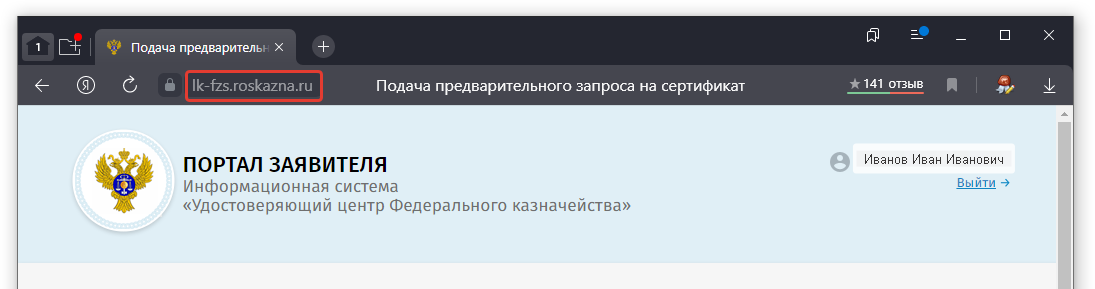 1
Подача предварительн
lk-fzs.roskazna.ru
Подача предварительного запроса на сертификат
141 отзыв
ПОРТАЛ ЗАЯВИТЕЛЯ
Информационная система
«Удостоверяющий центр Федерального казначейства»
Иванов Иван Иванович
Выйти →